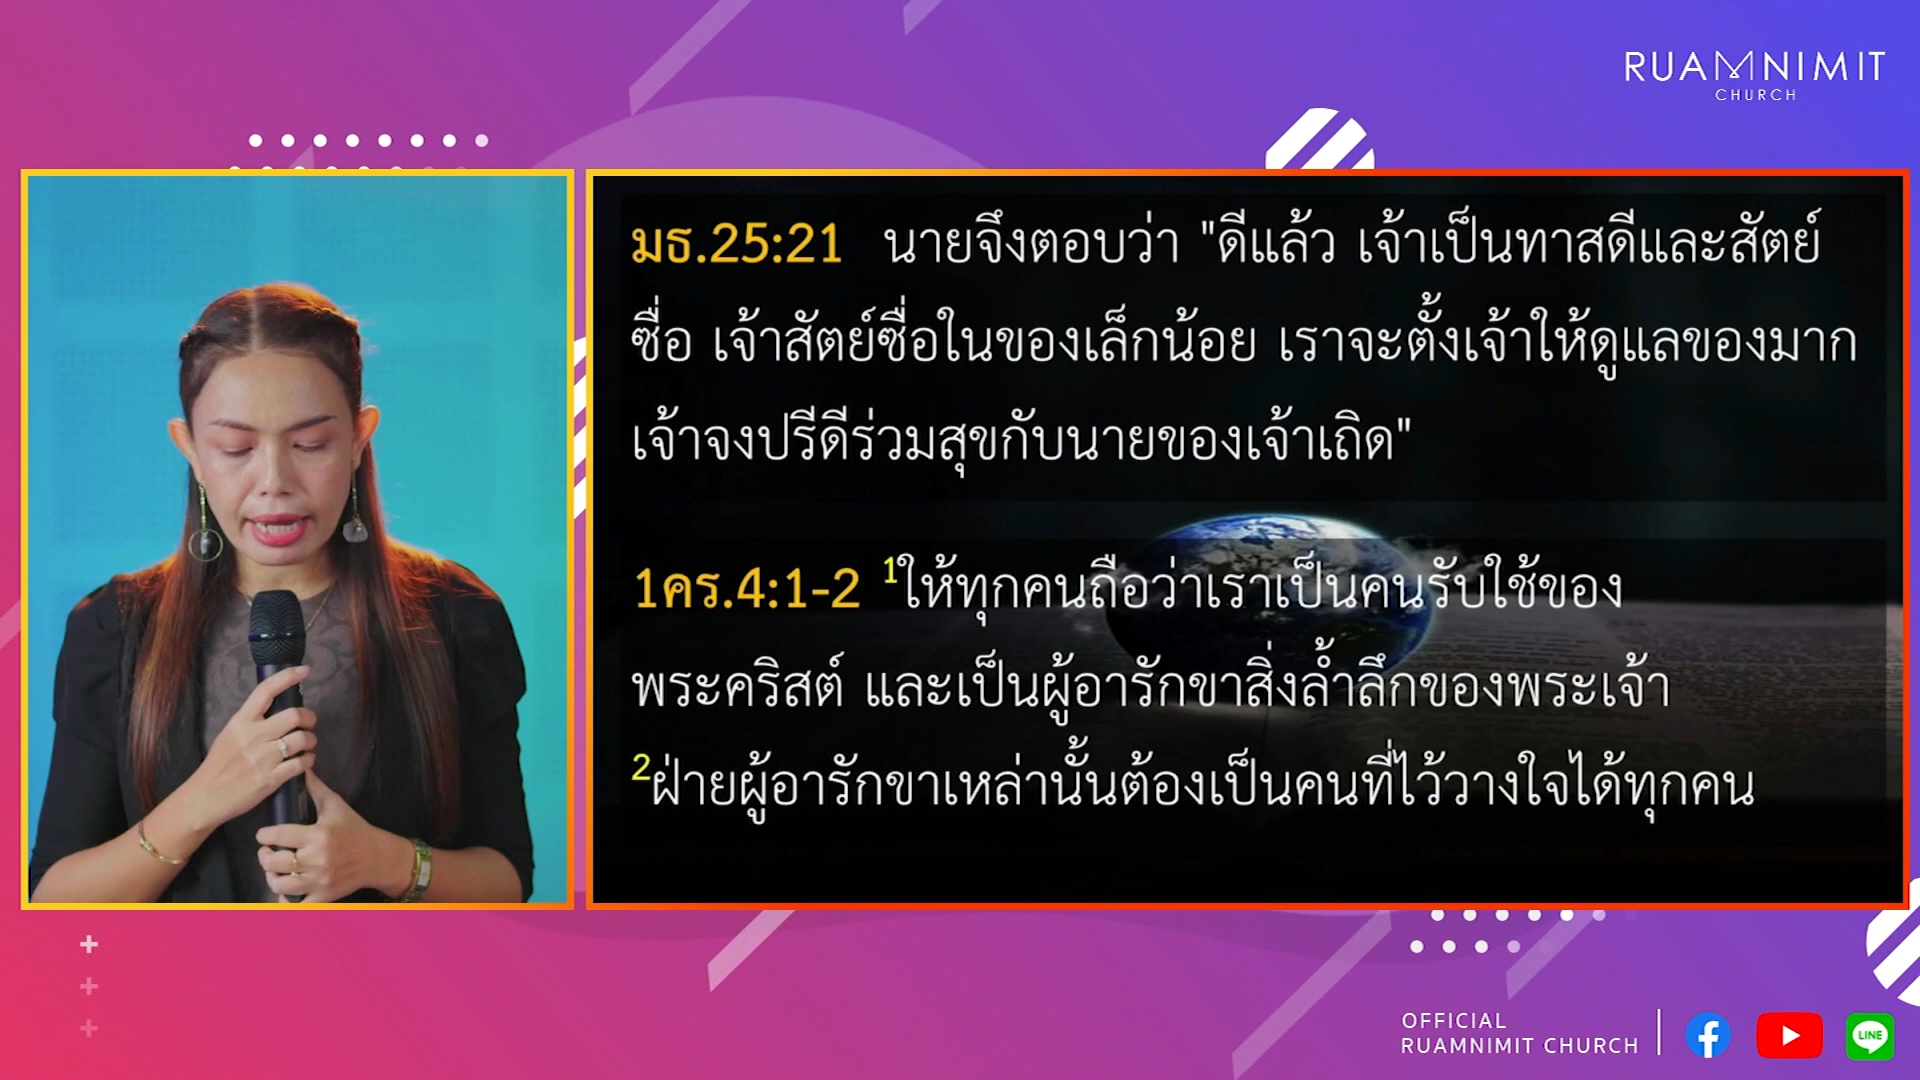 RUAMNIMIT
CHURCH
มธ.25:21 นายจึงตอบว่า "ดีแล้ว เจ้าเป็นทาสดีและสัตย์
ซื่อ เจ้าสัตย์ซื่อในของเล็กน้อย เราจะตั้งเจ้าให้ดูแลของมาก
เจ้าจงปรีดีร่วมสุขกับนายของเจ้าเถิด"
1คร.4:1-2 1ให้ทุกคนถือว่าเราเป็นคนรับใช้ของ
พระคริสต์ และเป็นผู้อารักขาสิ่งล้ำลึกของพระเจ้า
2ฝ่ายผู้อารักขาเหล่านั้นต้องเป็นคนที่ไว้วางใจได้ทุกคน
OFFICIAL
RUAMNIMIT CHURCH
LINE